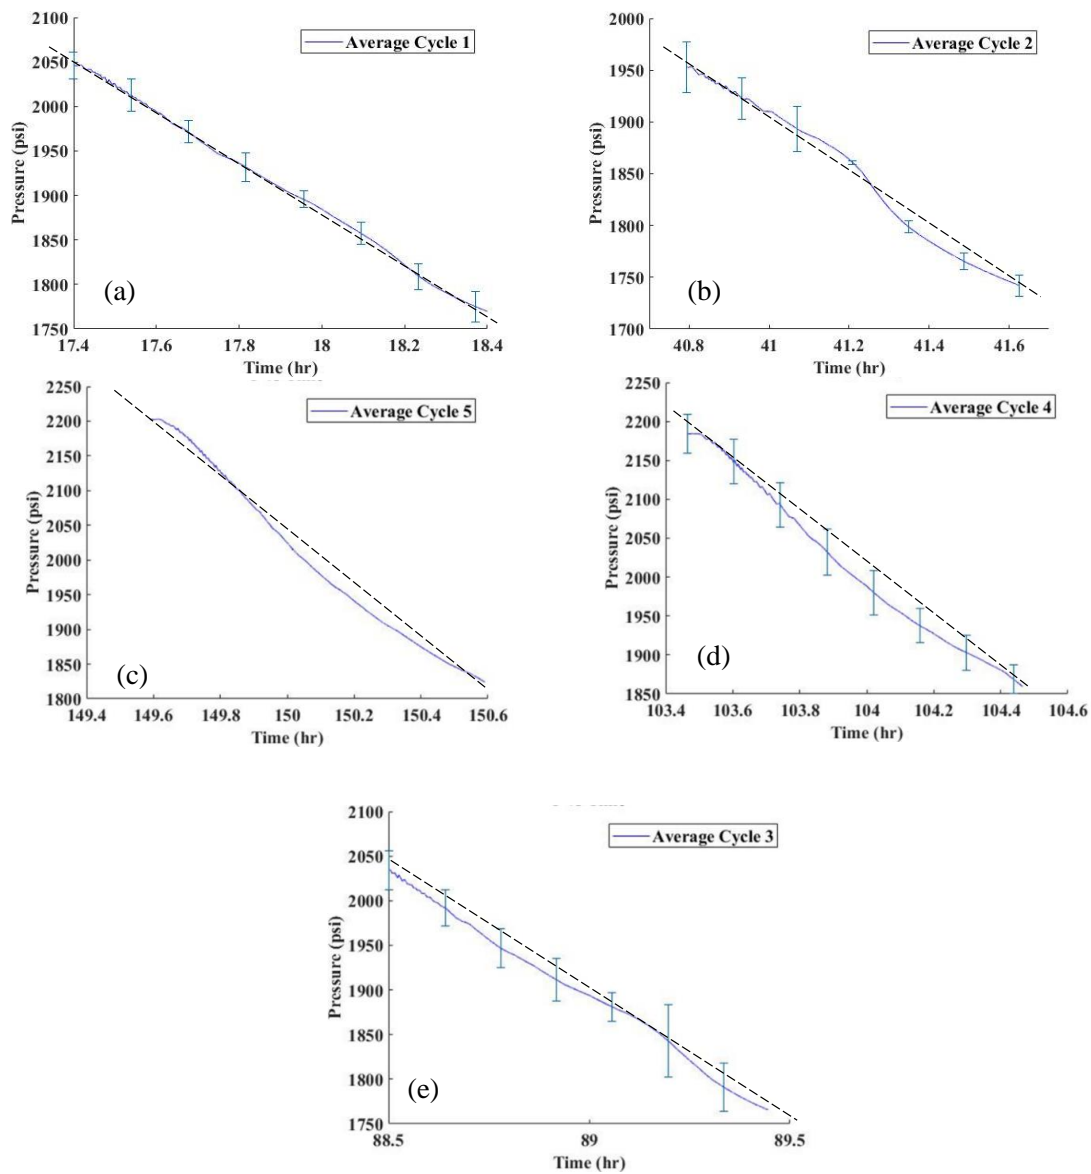 2100
2050
2000
1950
1900
1850
1800
1750
Pressure (psi)
Average Cycle 1
(a)
17.4 17.6 17.8 18 18.2 18.4
Time (hr)
2000
1950
1900
1850
1800
1750
1700
Pressure (psi)
Average Cycle 2
(b)
40.8 41 41.2 41.4 41.6
Time (hr)
2250
2200
2150
2100
2050
2000
1950
1900
1850
1800
Pressure (psi)
Average Cycle 5
(c)
149.4 149.6 149.8 150 150.2 150.4 150.6
Time (hr)
2250
2200
2150
2100
2050
2000
1950
1900
1850
Pressure (psi)
Average Cycle 4
(d)
103.4 103.6 103.8 104 104.2 104.4 104.6
Time (hr)
2100
2050
2000
1950
1900
1850
1800
1750
Pressure (psi)
Average Cycle 3
(e)
88.5 89 89.5
Time (hr)